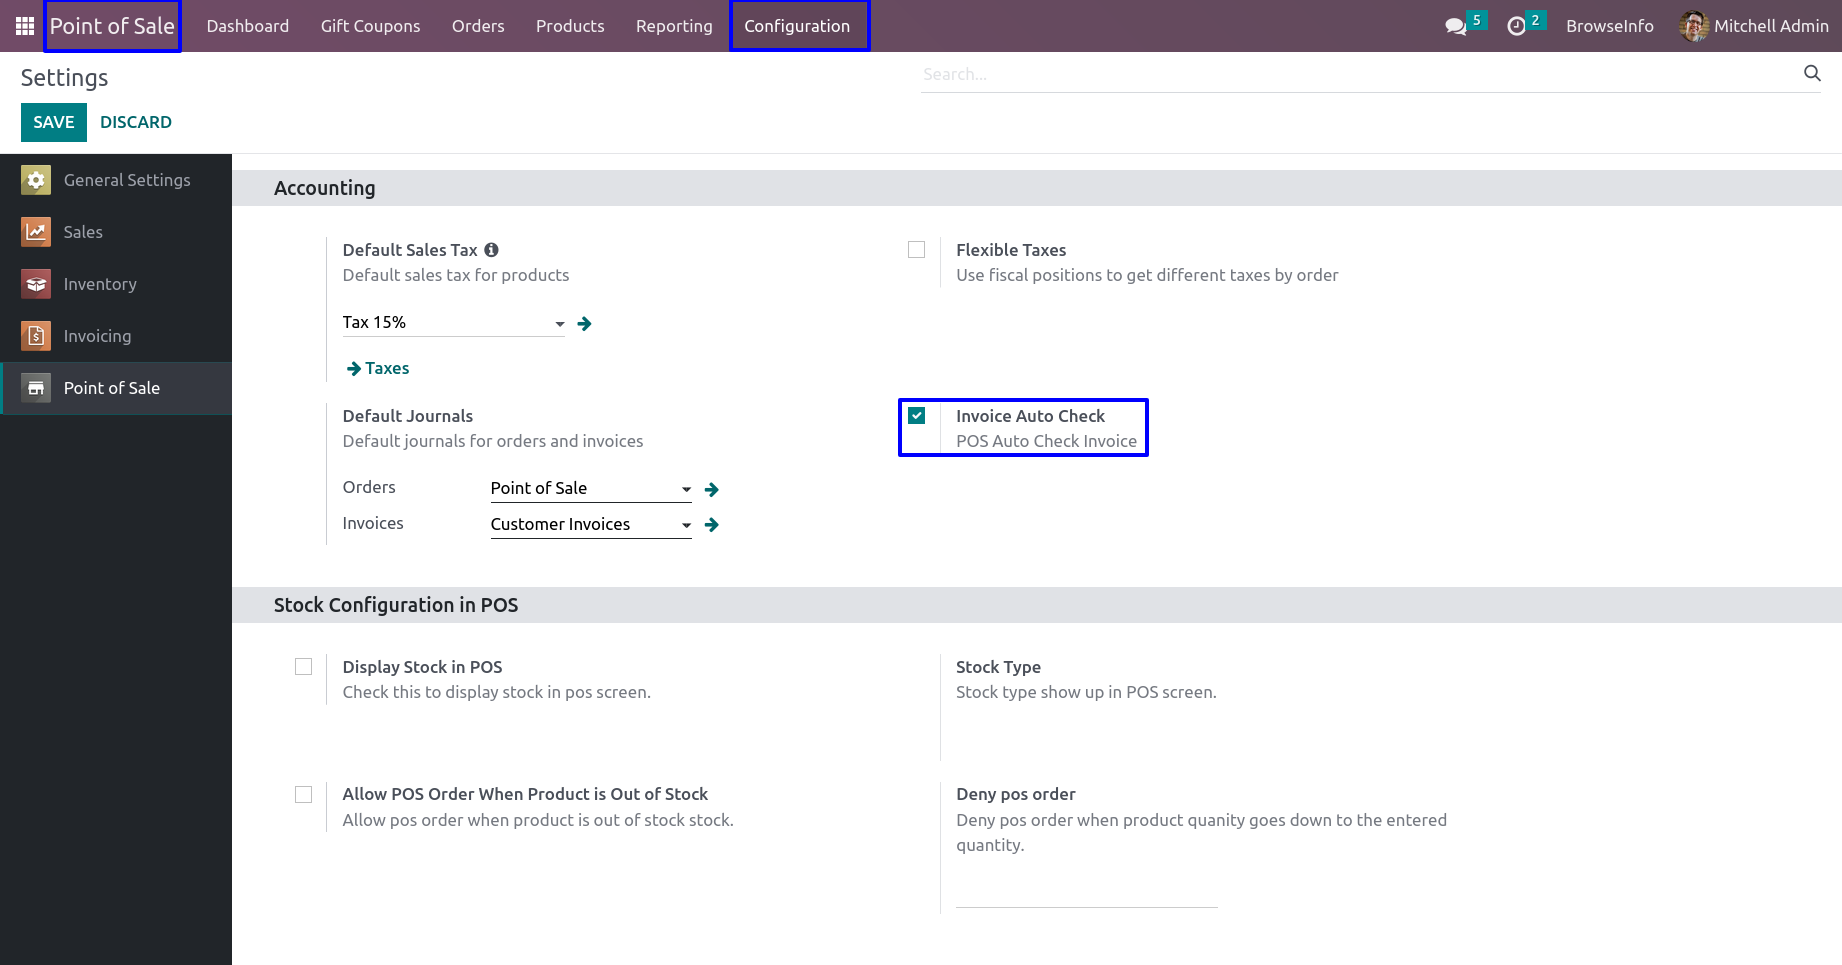 Point of Sale Dashboard Gift Coupons Orders Products Reporting Configuration 5 2 BrowseInfo Mitchell Admin
Settings
Search...
SAVE DISCARD
General Settings
Sales
Inventory
Invoicing
Point of Sale
Accounting
Default Sales Tax
Default sales tax for products
Tax 15%
Taxes
Flexible Taxes
Use fiscal positions to get different taxes by order
Default Journals
Default journals for orders and invoices
Orders Point of Sale
Invoices Customer Invoices
Invoice Auto Check
POS Auto Check Invoice
Stock Configuration in POS
Display Stock in POS
Check this to display stock in pos screen.
Stock Type
Stock type show up in POS screen.
Allow POS Order When Product is Out of Stock
Allow pos order when product is out of stock stock.
Deny pos order
Deny pos order when product quanity goes down to the entered
quantity.